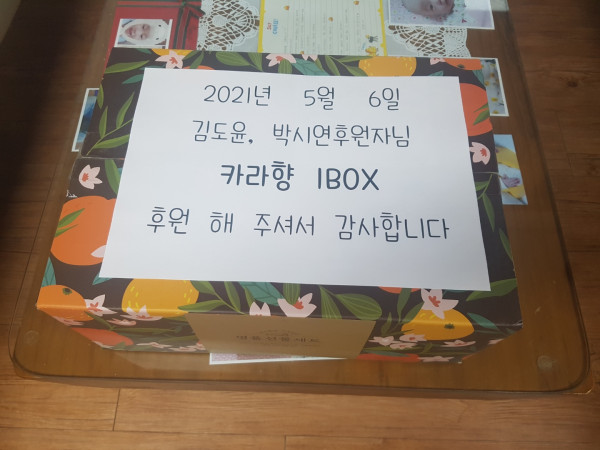 2021년 5월 6일
김도윤, 박시연후원자님
카라향 1BOX
후원 해 주셔서 감사합니다